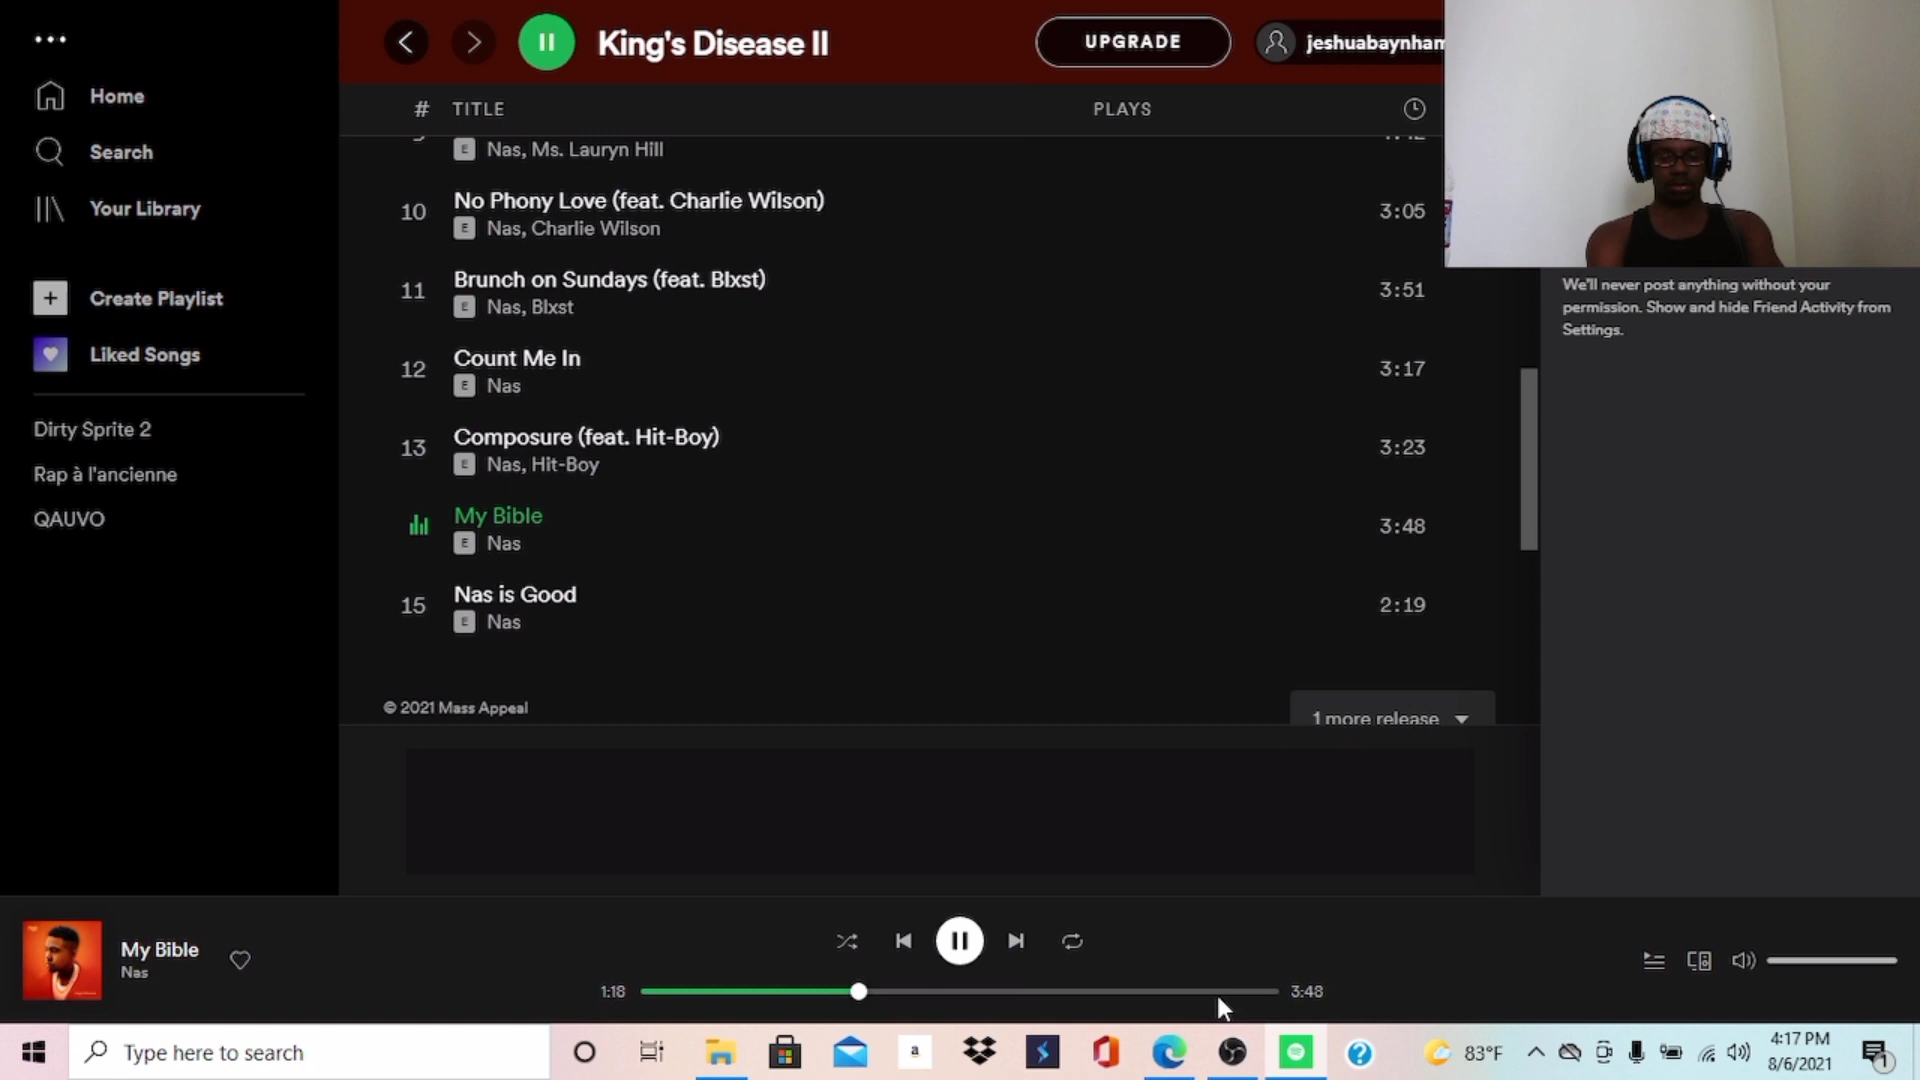 Home
Search
Your Library
Create Playlist
Liked Songs
Dirty Sprite 2
Rap à l'ancienne
QAUVO
King's Disease II
UPGRADE
jeshuabaynham
# TITLE PLAYS
E Nas, Ms. Lauryn Hill
10 No Phony Love (feat. Charlie Wilson) 3:05
E Nas, Charlie Wilson
11 Brunch on Sundays (feat. Blxst) 3:51
E Nas, Blxst
12 Count Me In 3:17
E Nas
13 Composure (feat. Hit-Boy) 3:23
E Nas, Hit-Boy
My Bible 3:48
E Nas
15 Nas is Good 2:19
E Nas
© 2021 Mass Appeal
1 more release
We'll never post anything without your
permission. Show and hide Friend Activity from
Settings.
My Bible
Nas
1:18 3:48
Type here to search
a
83°F
4:17 PM
8/6/2021
1